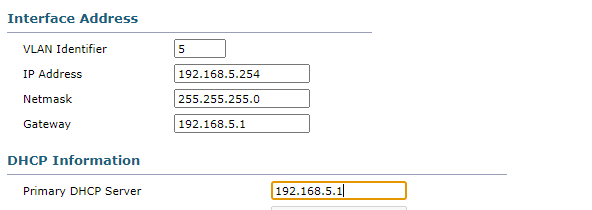 Interface Address
VLAN Identifier 5
IP Address 192.168.5.254
Netmask 255.255.255.0
Gateway 192.168.5.1
DHCP Information
Primary DHCP Server 192.168.5.1